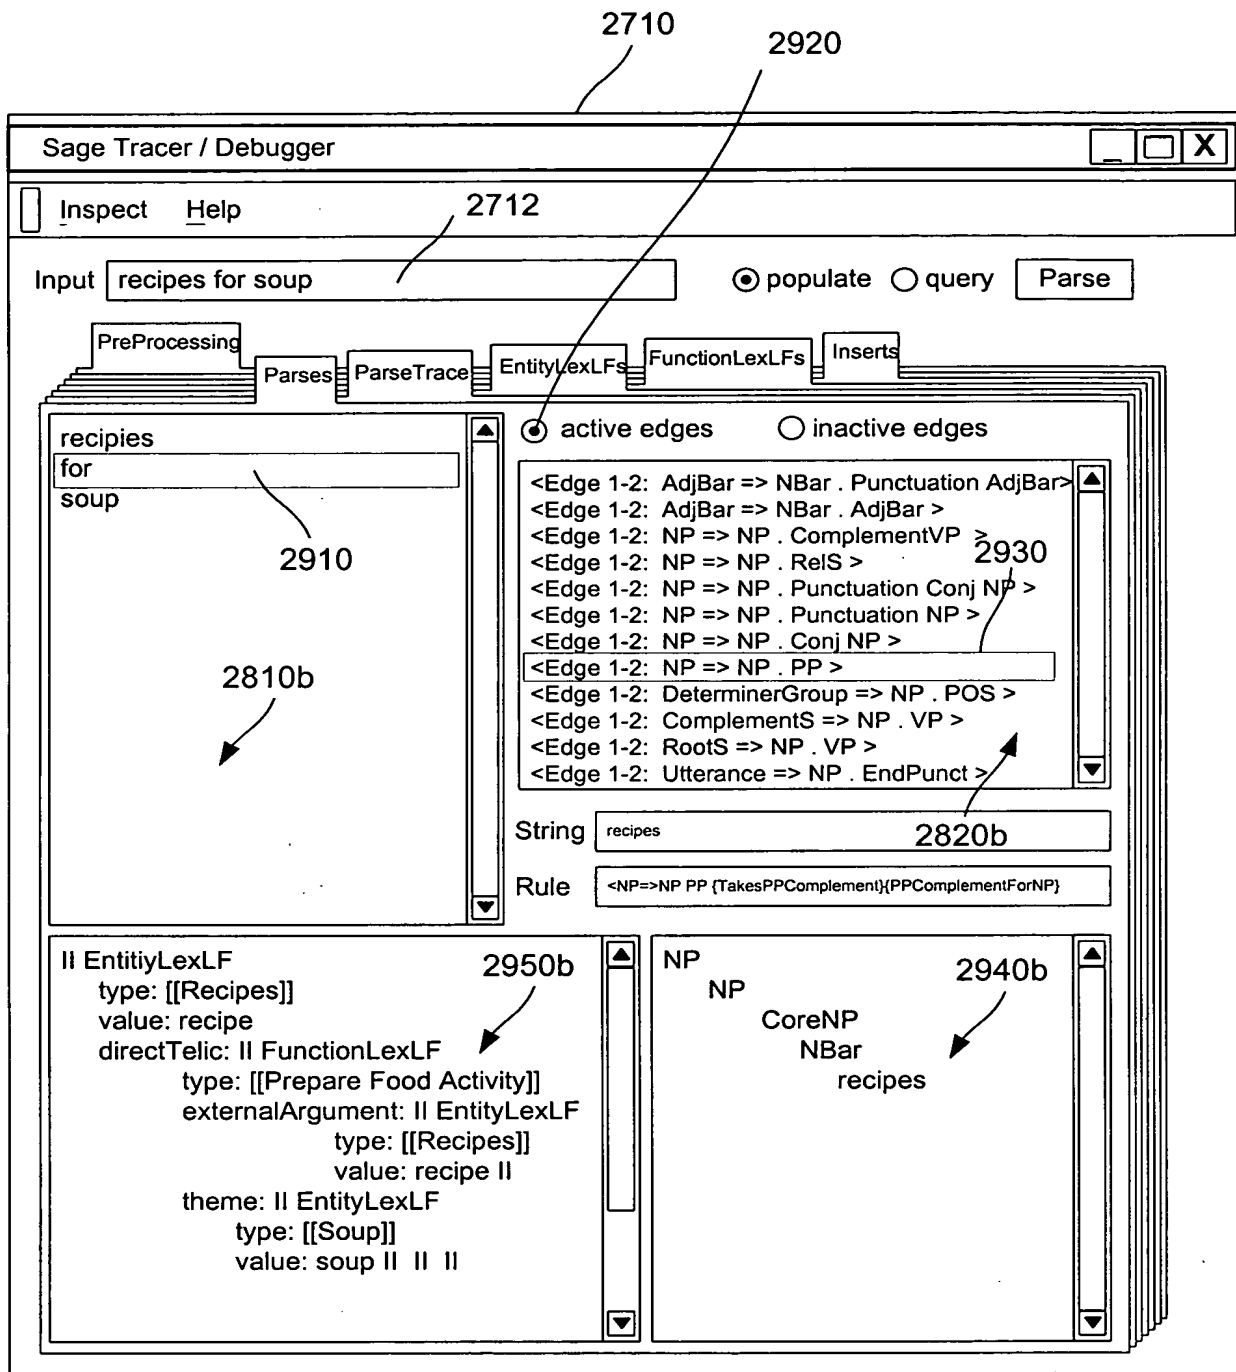 2710
2920
Sage Tracer / Debugger
X
Inspect Help 2712
Input recipes for soup populate query Parse
PreProcessing Parses ParseTrace EntityLexLFs FunctionLexLFs Inserts
recipies
for
soup
2910
2810b
active edges inactive edges
<Edge 1-2: AdjBar => NBar . Punctuation AdjBar>
<Edge 1-2: AdjBar => NBar . AdjBar >
<Edge 1-2: NP => NP . ComplementVP >
<Edge 1-2: NP => NP . RelS >
2930
<Edge 1-2: NP => NP . Punctuation Conj NP >
<Edge 1-2: NP => NP . Punctuation NP >
<Edge 1-2: NP => NP . Conj NP >
<Edge 1-2: NP => NP . PP >
<Edge 1-2: DeterminerGroup => NP . POS >
<Edge 1-2: ComplementS => NP . VP >
<Edge 1-2: RootS => NP . VP >
<Edge 1-2: Utterance => NP . EndPunct >
String recipes 2820b
Rule <NP=>NP PP {TakesPPComplement}{PPComplementForNP}
II EntitiyLexLF 2950b
type: [[Recipes]]
value: recipe
directTelic: II FunctionLexLF
type: [[Prepare Food Activity]]
externalArgument: II EntityLexLF
type: [[Recipes]]
value: recipe II
theme: II EntityLexLF
type: [[Soup]]
value: soup II II II
NP 2940b
NP
CoreNP
NBar
recipes